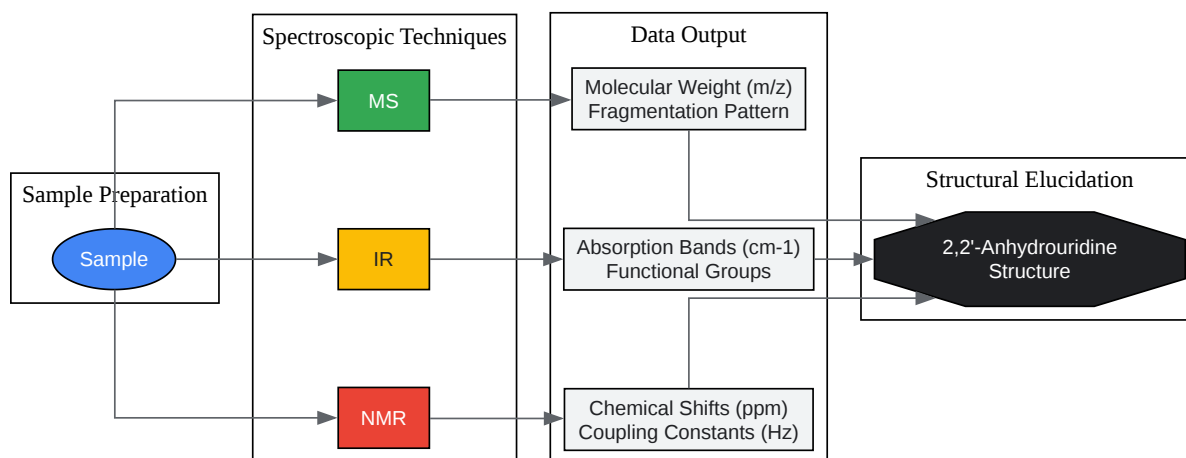 Spectroscopic Techniques
Data Output
MS
Molecular Weight (m/z)
Fragmentation Pattern
Sample Preparation
Structural Elucidation
Sample
IR
Absorption Bands (cm-1)
Functional Groups
2,2'-Anhydrouridine
Structure
NMR
Chemical Shifts (ppm)
Coupling Constants (Hz)